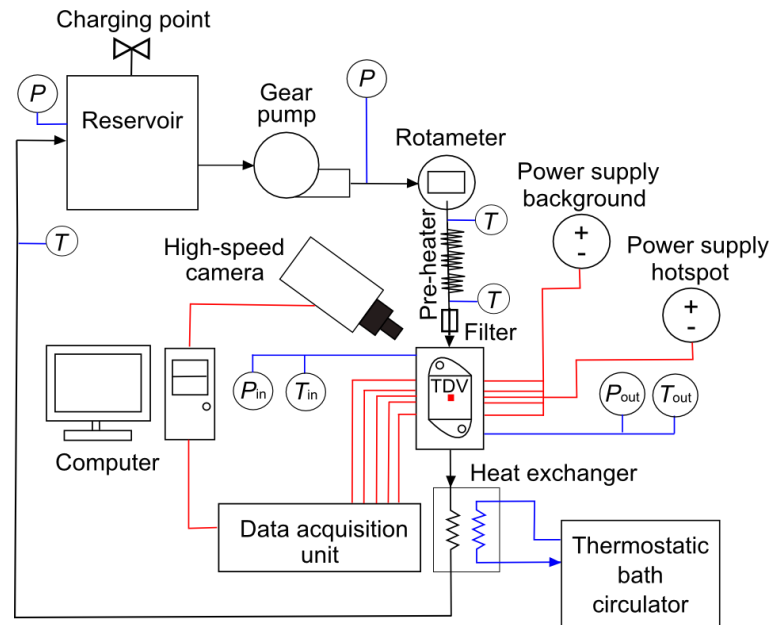 Charging point
P
Reservoir
Gear
pump
P
Rotameter
Power supply
background
+
-
T
High-speed
camera
Pre-heater
T
T
Power supply
hotspot
+
-
Filter
Pin
Tin
TDV
Pout
Tout
Computer
Heat exchanger
Data acquisition
unit
Thermostatic
bath
circulator